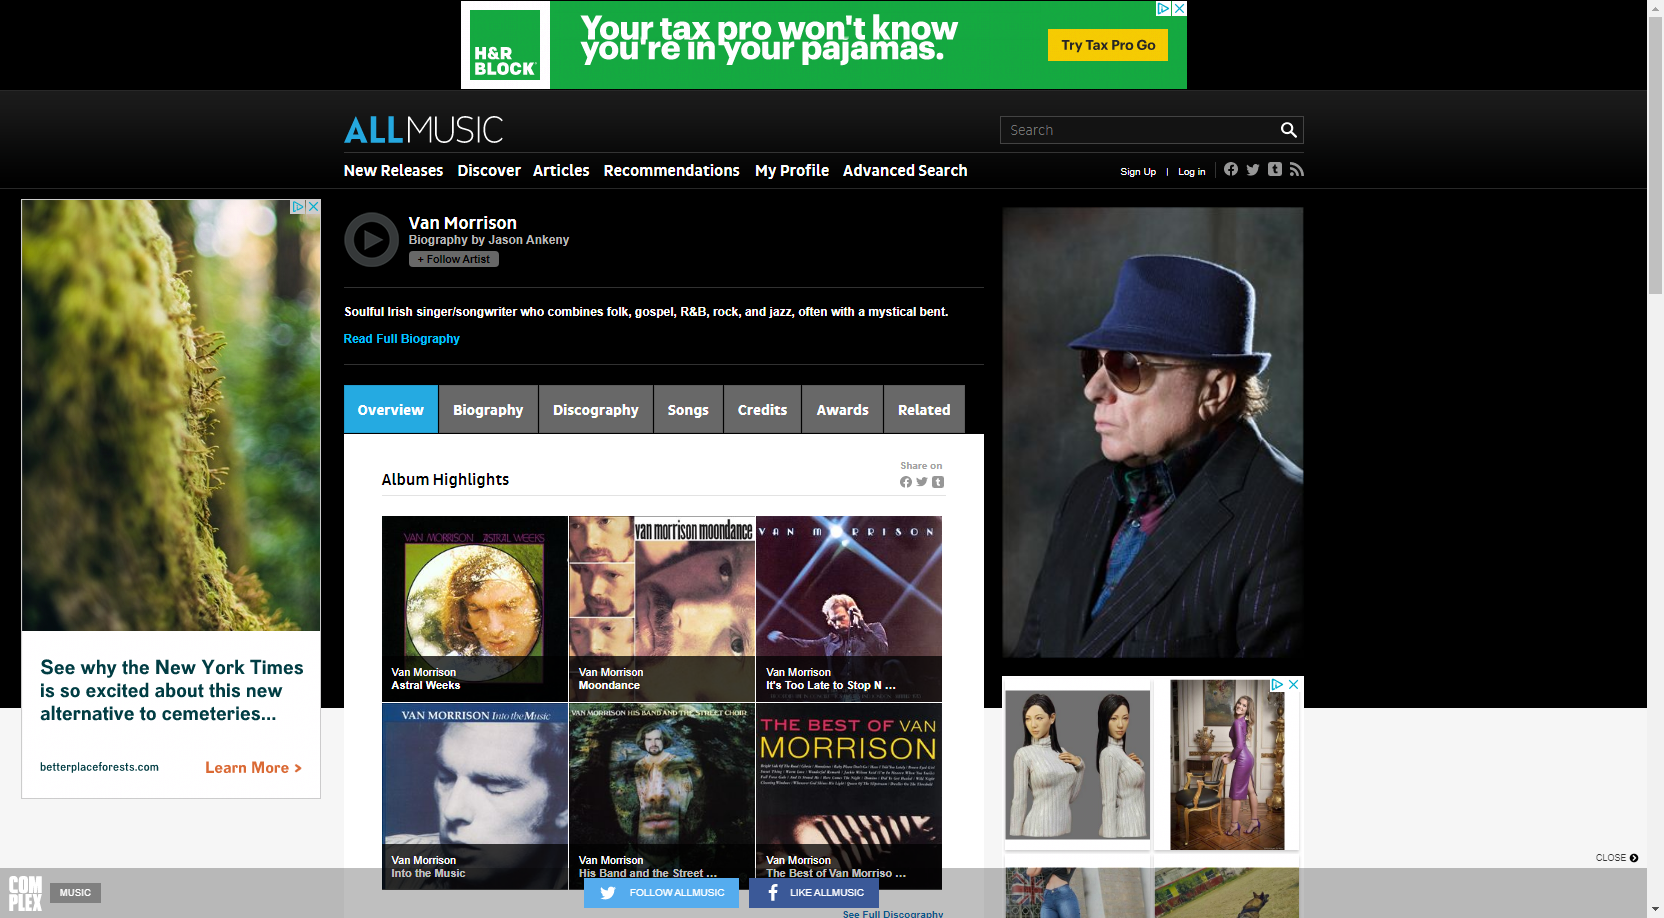 H&R
BLOCK
Your tax pro won't know
you're in your pajamas.
Try Tax Pro Go
ALLMUSIC
Search
New Releases
Discover
Articles
Recommendations
My Profile
Advanced Search
Sign Up | Log in
Van Morrison
Biography by Jason Ankeny
+ Follow Artist
Soulful Irish singer/songwriter who combines folk, gospel, R&B, rock, and jazz, often with a mystical bent.
Read Full Biography
Overview
Biography
Discography
Songs
Credits
Awards
Related
Album Highlights
Share on
VAN MORRISON ASTRAL WEEKS
Van Morrison
Astral Weeks
van morrison moondance
Van Morrison
Moondance
VAN MORRISON
Van Morrison
It's Too Late to Stop N ...
VAN MORRISON Into the Music
Van Morrison
Into the Music
VAN MORRISON HIS BAND AND THE STREET CHOIR
Van Morrison
His Band and the Street ...
THE BEST OF VAN
MORRISON
Van Morrison
The Best of Van Morriso ...
See Full Discography
See why the New York Times
is so excited about this new
alternative to cemeteries...
betterplaceforests.com
Learn More >
CLOSE
COM
PLEX
MUSIC
FOLLOW ALLMUSIC
LIKE ALLMUSIC